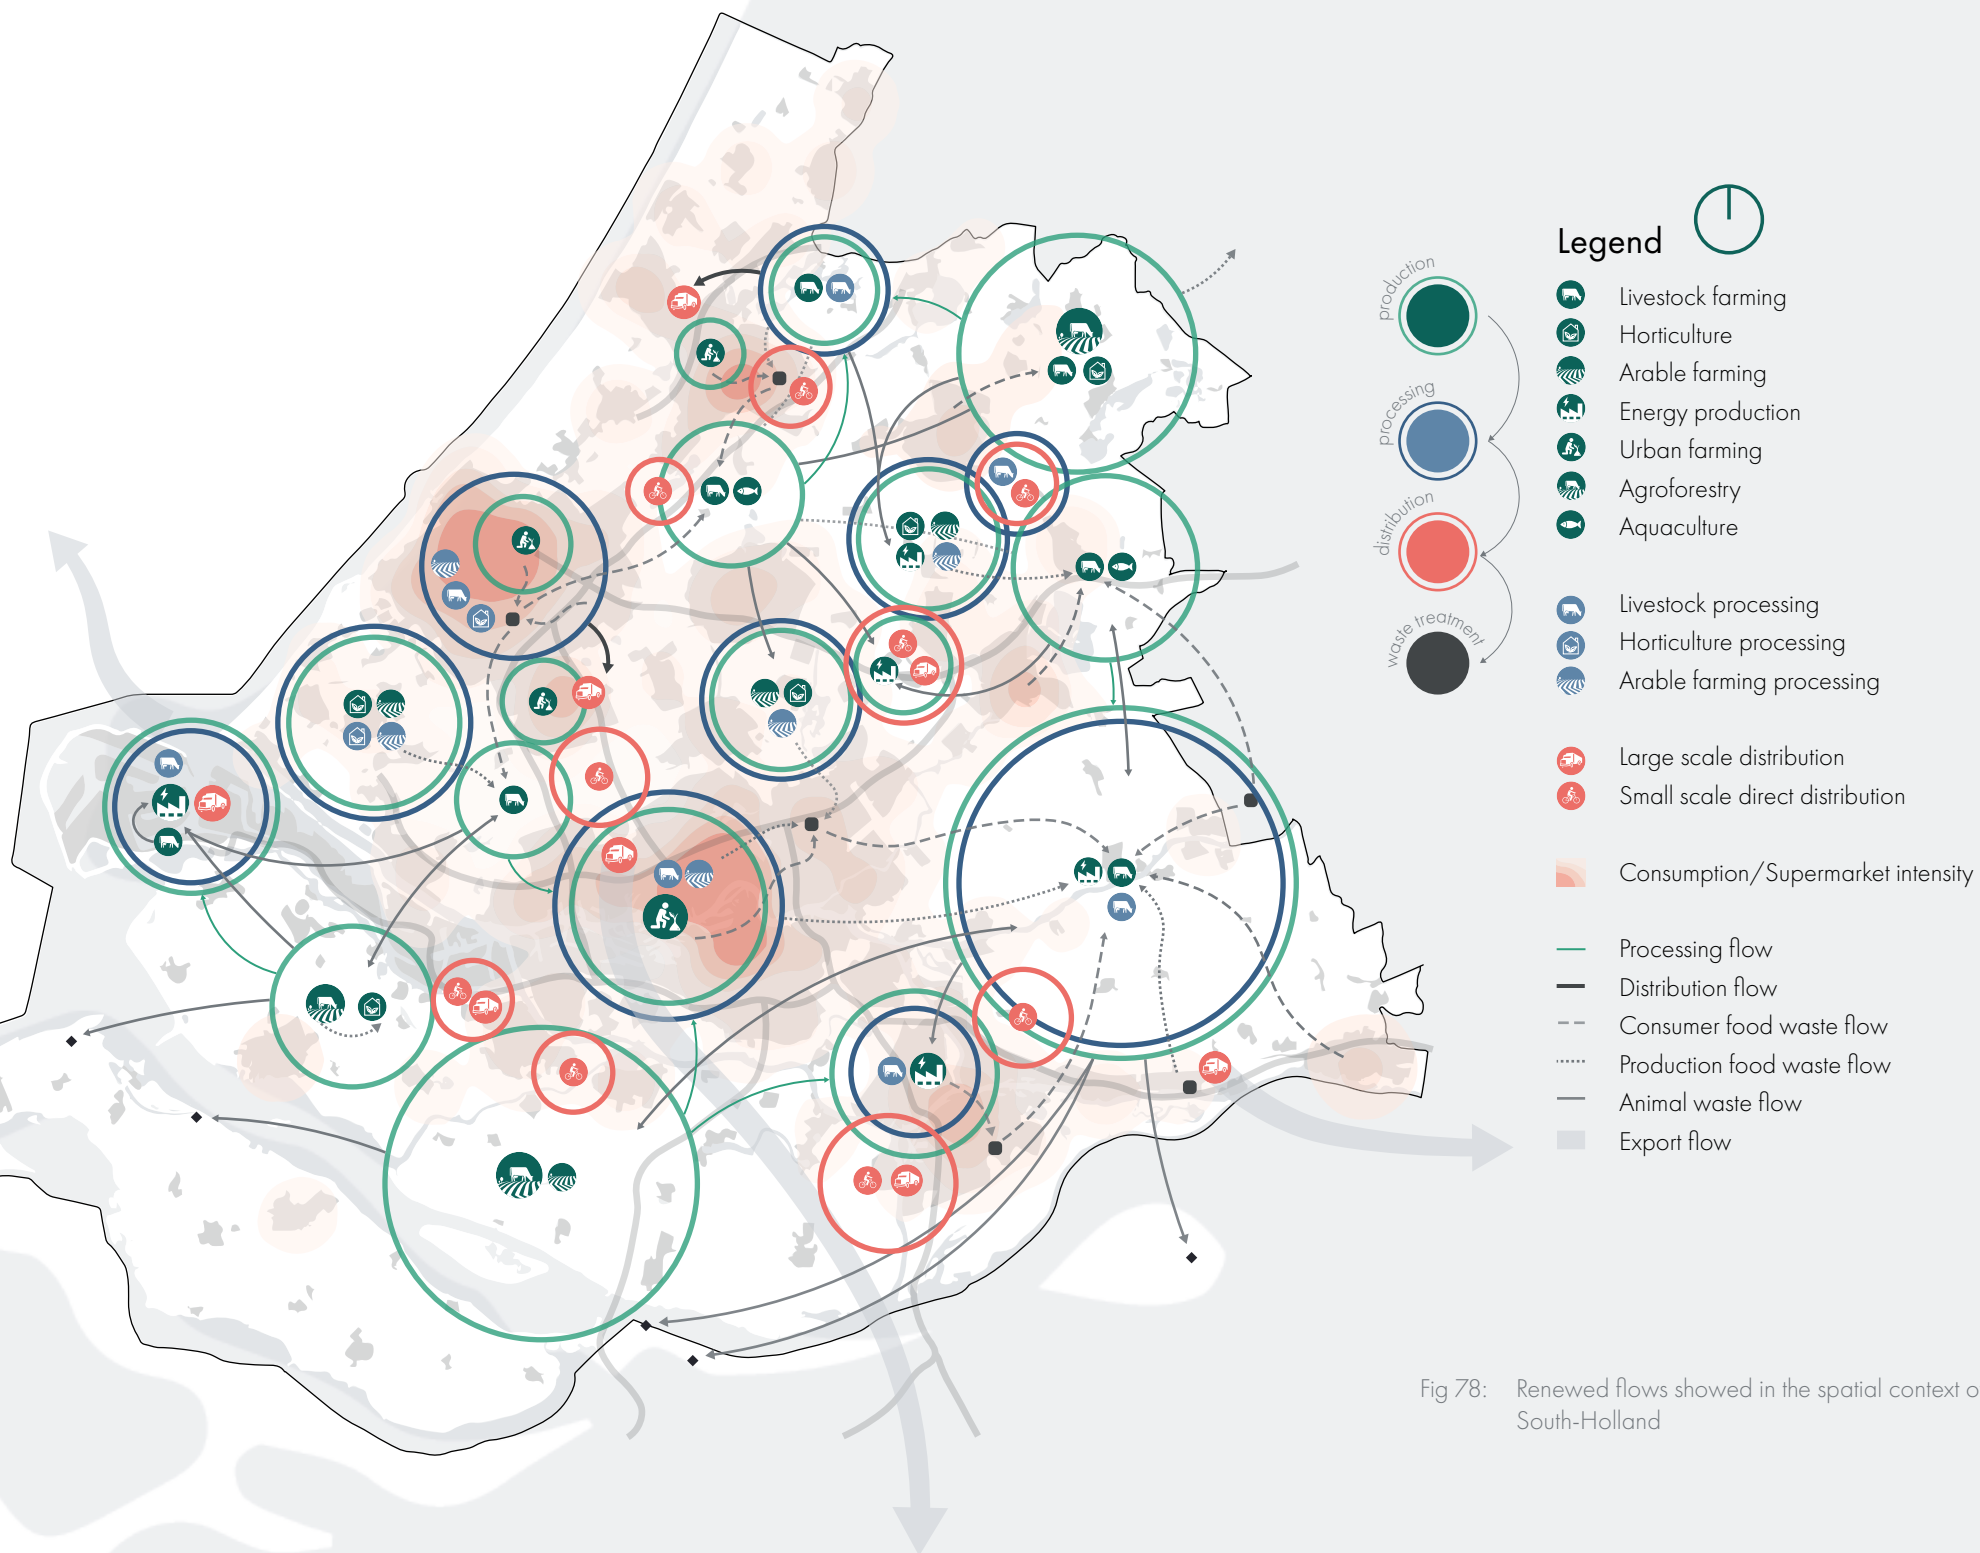 Legend
production
processing
distribution
waste treatment
Livestock farming
Horticulture
Arable farming
Energy production
Urban farming
Agroforestry
Aquaculture
Livestock processing
Horticulture processing
Arable farming processing
Large scale distribution
Small scale direct distribution
Consumption/Supermarket intensity
Processing flow
Distribution flow
Consumer food waste flow
Production food waste flow
Animal waste flow
Export flow
Fig 78: Renewed flows showed in the spatial context o
South-Holland